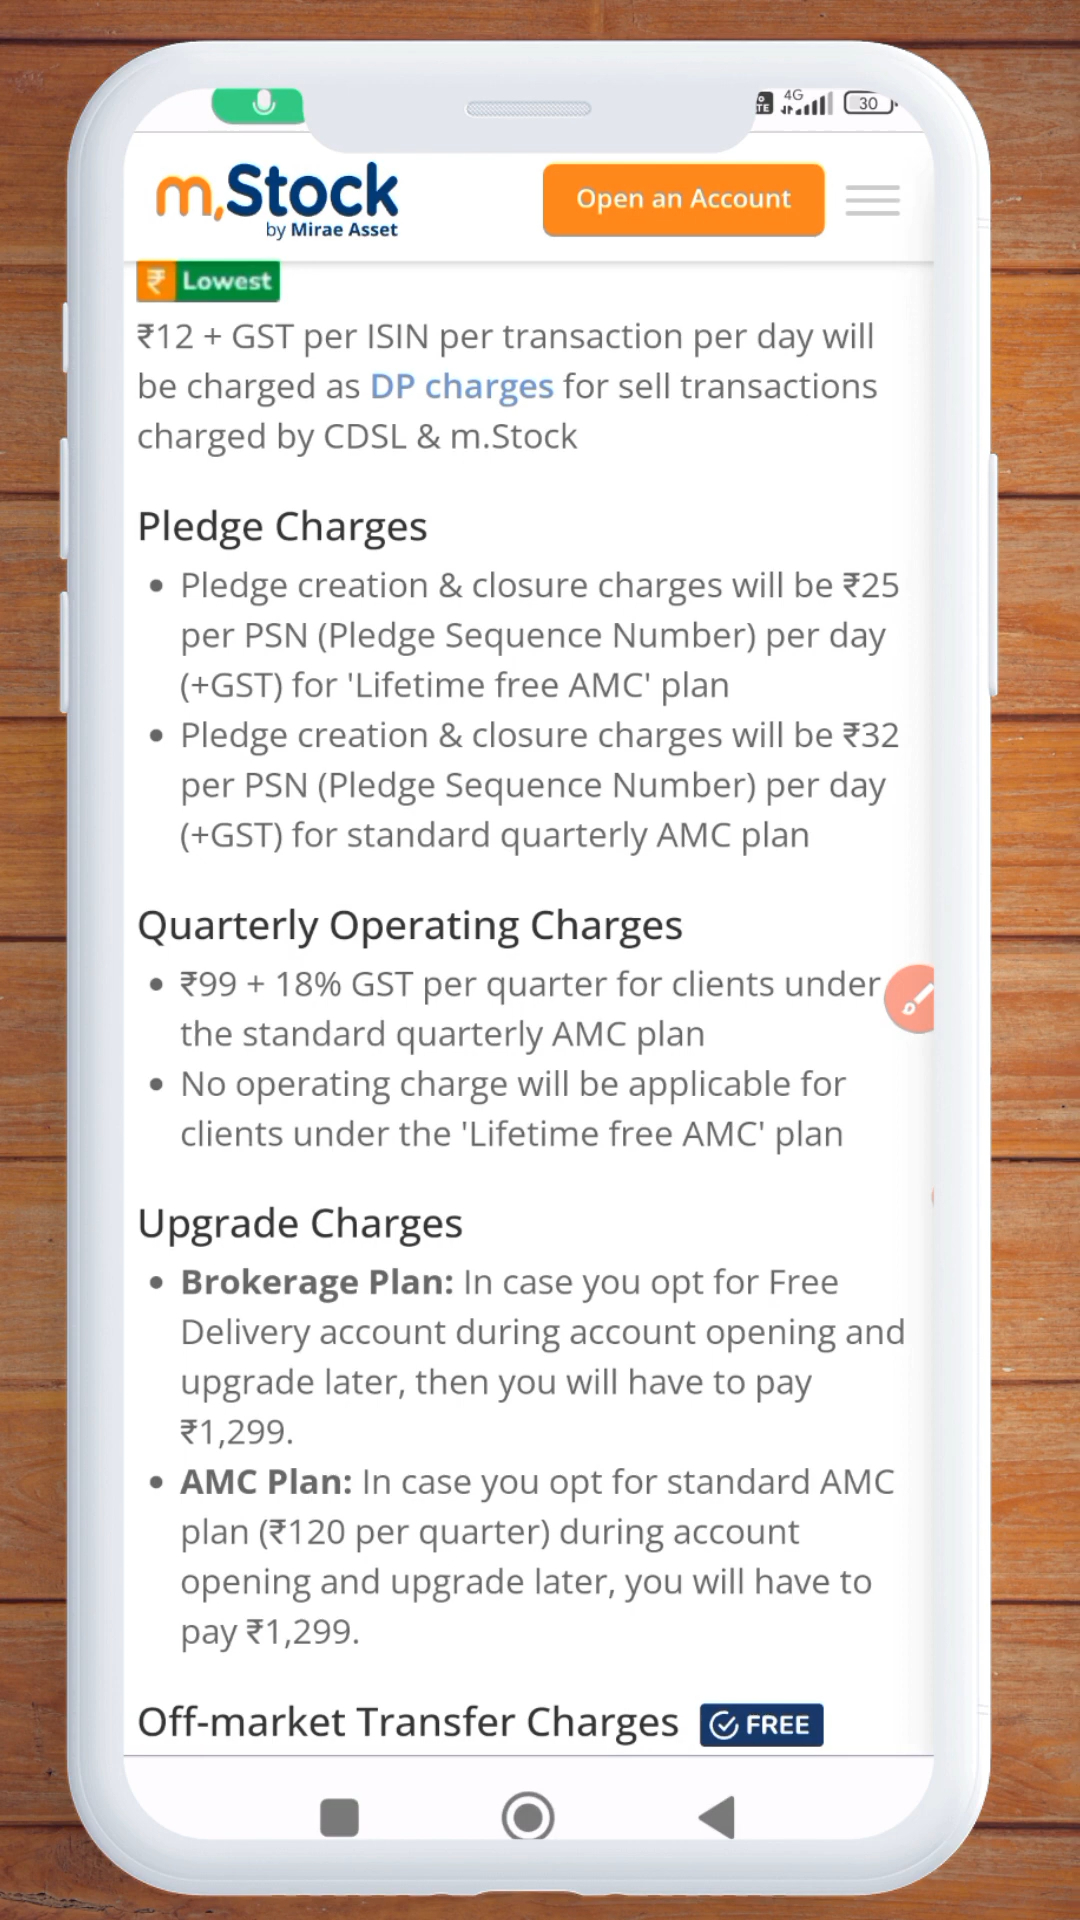 4G
30
m.Stock
by Mirae Asset
Open an Account
₹ Lowest
₹12 + GST per ISIN per transaction per day will
be charged as DP charges for sell transactions
charged by CDSL & m.Stock
Pledge Charges
• Pledge creation & closure charges will be ₹25
per PSN (Pledge Sequence Number) per day
(+GST) for 'Lifetime free AMC' plan
• Pledge creation & closure charges will be ₹32
per PSN (Pledge Sequence Number) per day
(+GST) for standard quarterly AMC plan
Quarterly Operating Charges
• ₹99 + 18% GST per quarter for clients under
the standard quarterly AMC plan
• No operating charge will be applicable for
clients under the 'Lifetime free AMC' plan
Upgrade Charges
• Brokerage Plan: In case you opt for Free
Delivery account during account opening and
upgrade later, then you will have to pay
₹1,299.
• AMC Plan: In case you opt for standard AMC
plan (₹120 per quarter) during account
opening and upgrade later, you will have to
pay ₹1,299.
Off-market Transfer Charges FREE